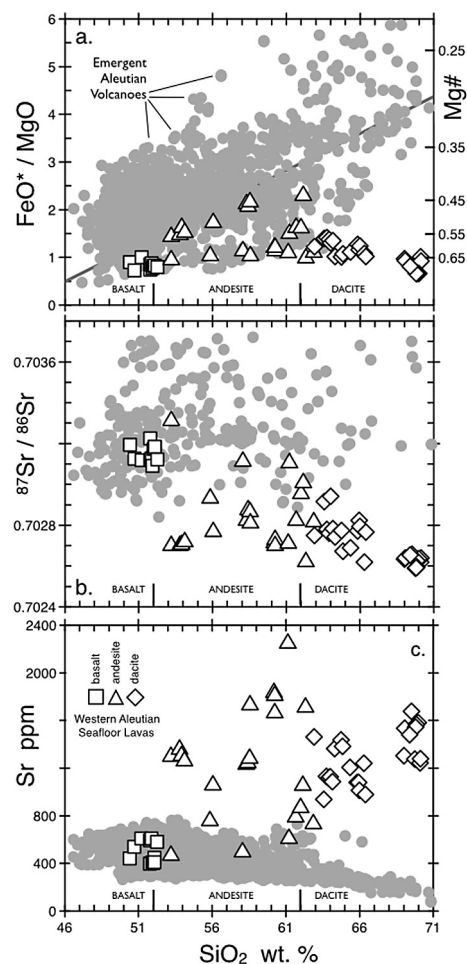 a.
6
5
4
3
2
1
0
FeO* / MgO
Emergent
Aleutian
Volcanoes
0.25
0.35
0.45
0.55
0.65
Mg#
BASALT ANDESITE DACITE
0.7036
0.7028
0.7024
87Sr / 86Sr
b. BASALT ANDESITE DACITE
2400
2000
800
400
0
Sr ppm
c.
basalt
andesite
dacite
Western Aleutian
Seafloor Lavas
BASALT ANDESITE DACITE
46 51 56 61 66 71
SiO2 wt. %